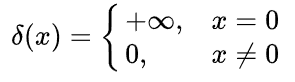 δ(x) = { +∞, x = 0
0, x ≠ 0